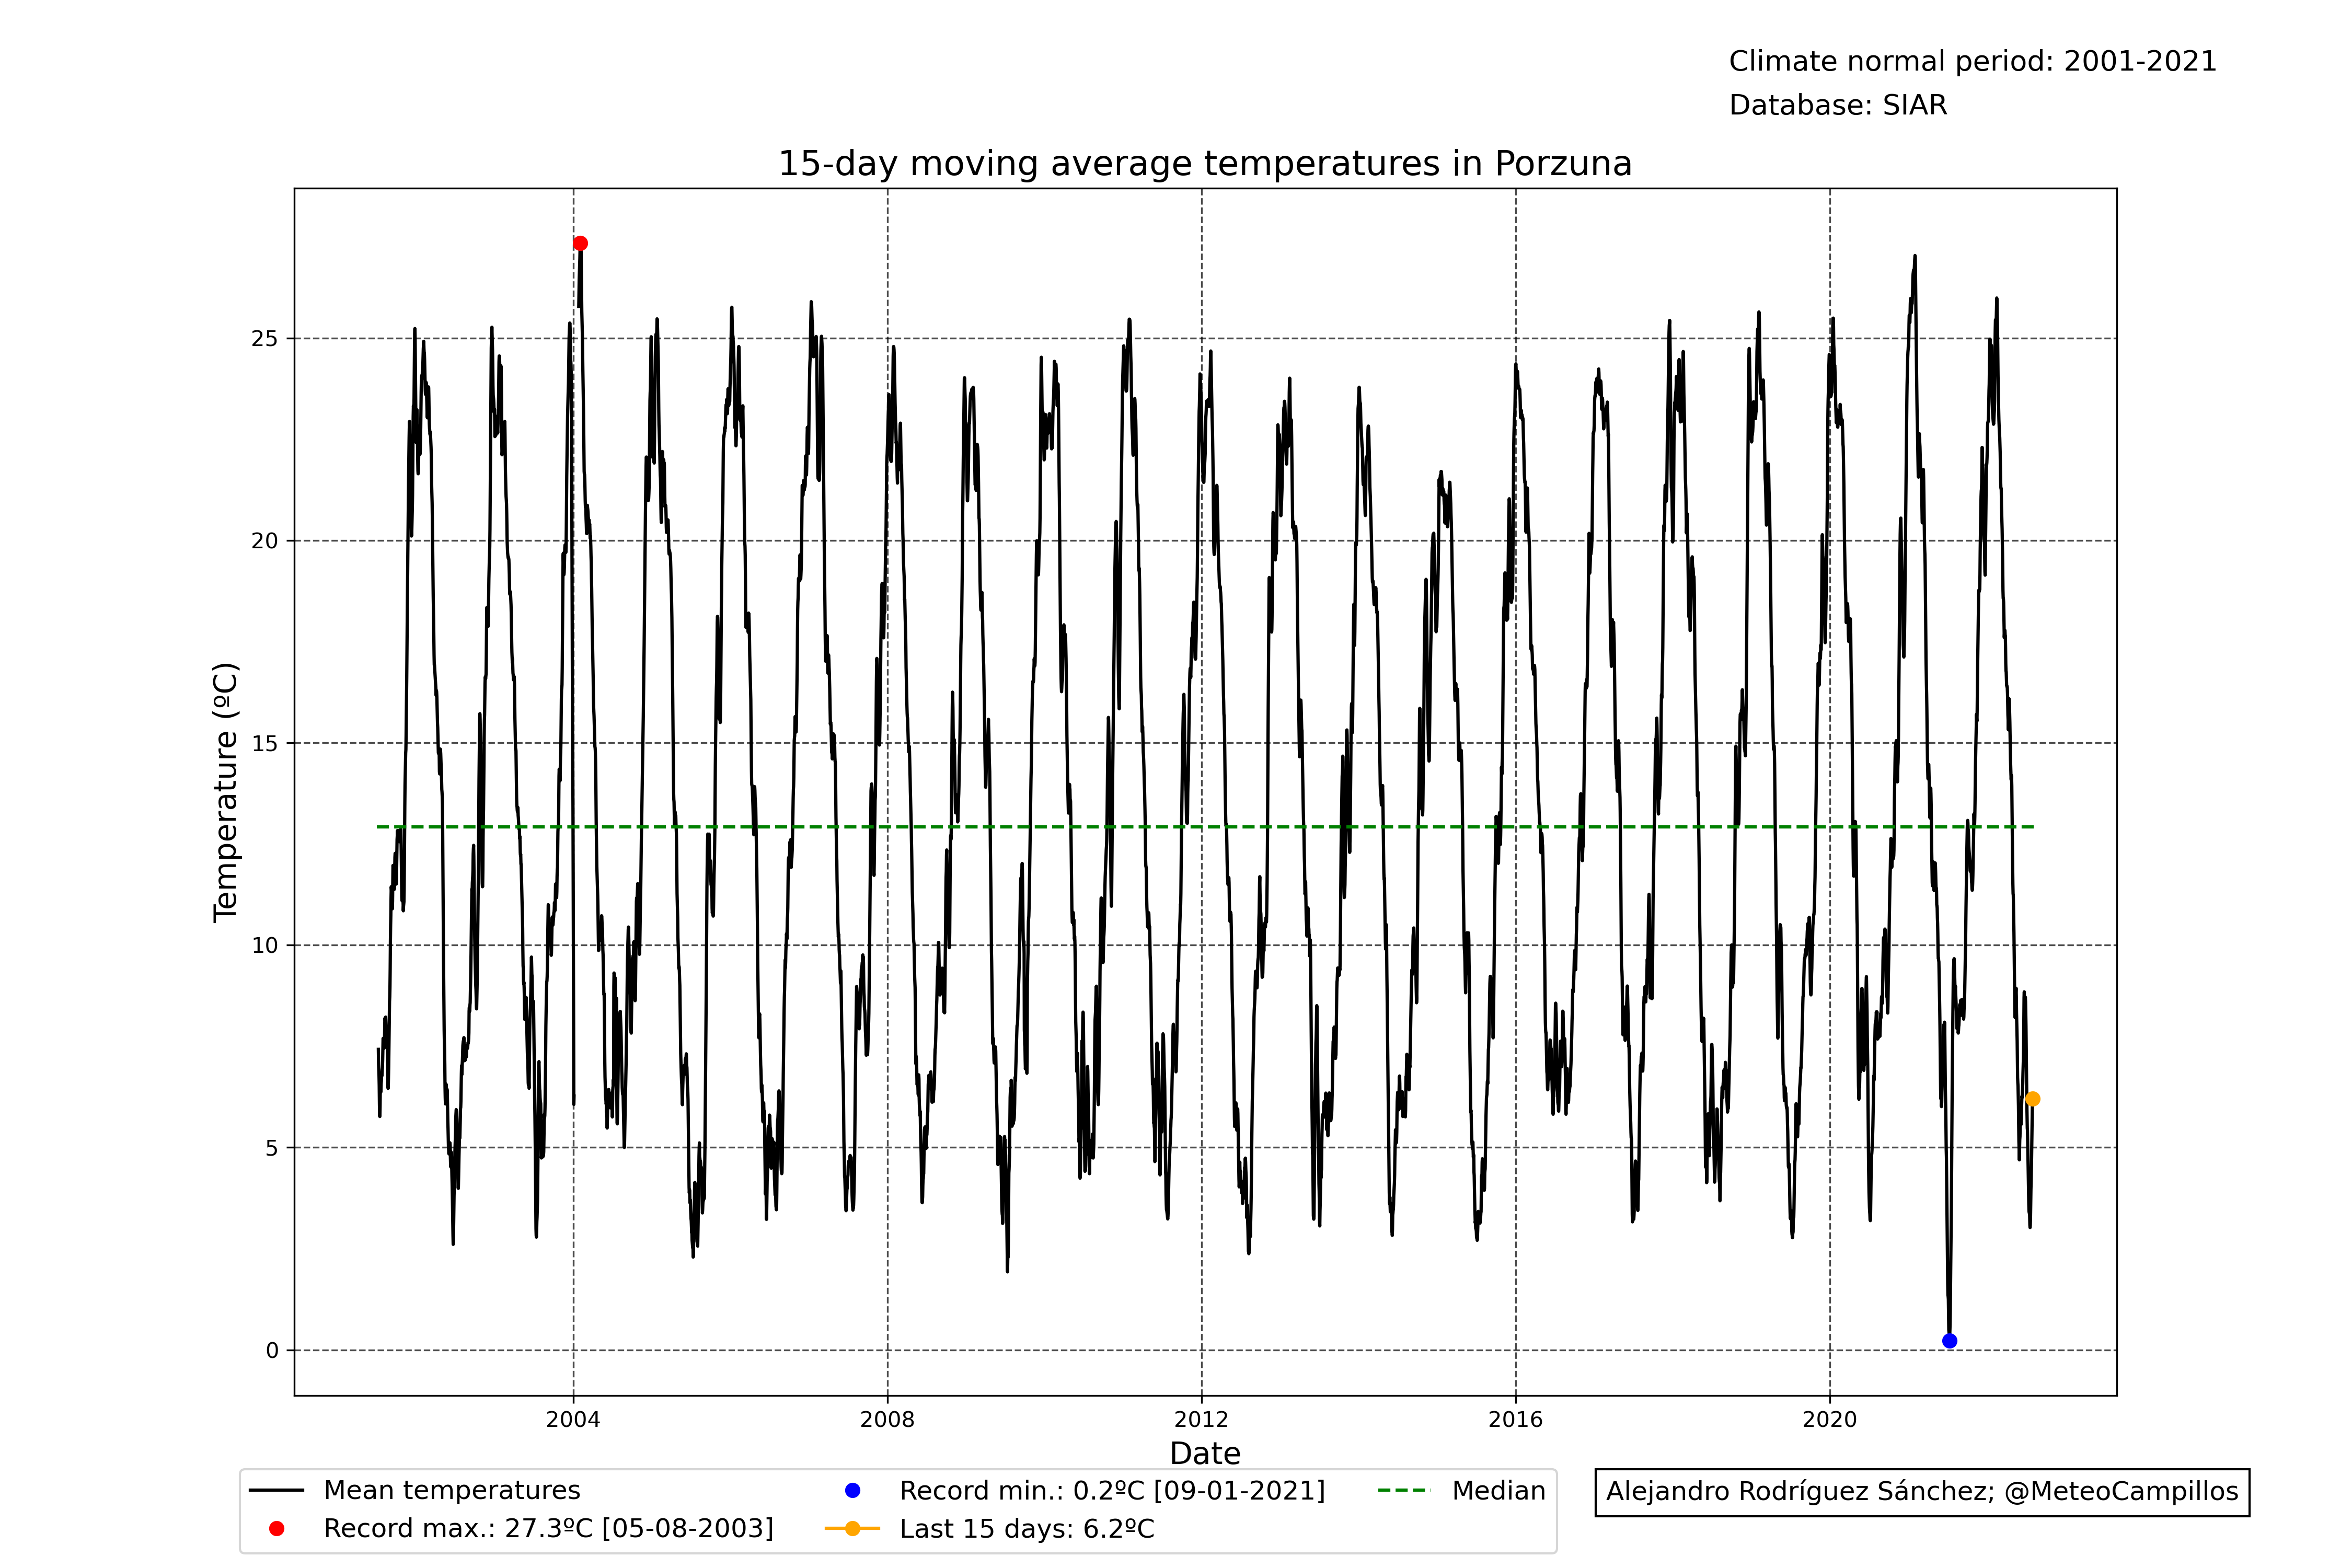 Climate normal period: 2001-2021
Database: SIAR
15-day moving average temperatures in Porzuna
Temperature (ºC)
25
20
15
10
5
0
2004 2008 2012 2016 2020
Date
Mean temperatures
Record max.: 27.3ºC [05-08-2003]
Record min.: 0.2ºC [09-01-2021]
Last 15 days: 6.2ºC
Median
Alejandro Rodríguez Sánchez; @MeteoCampillos